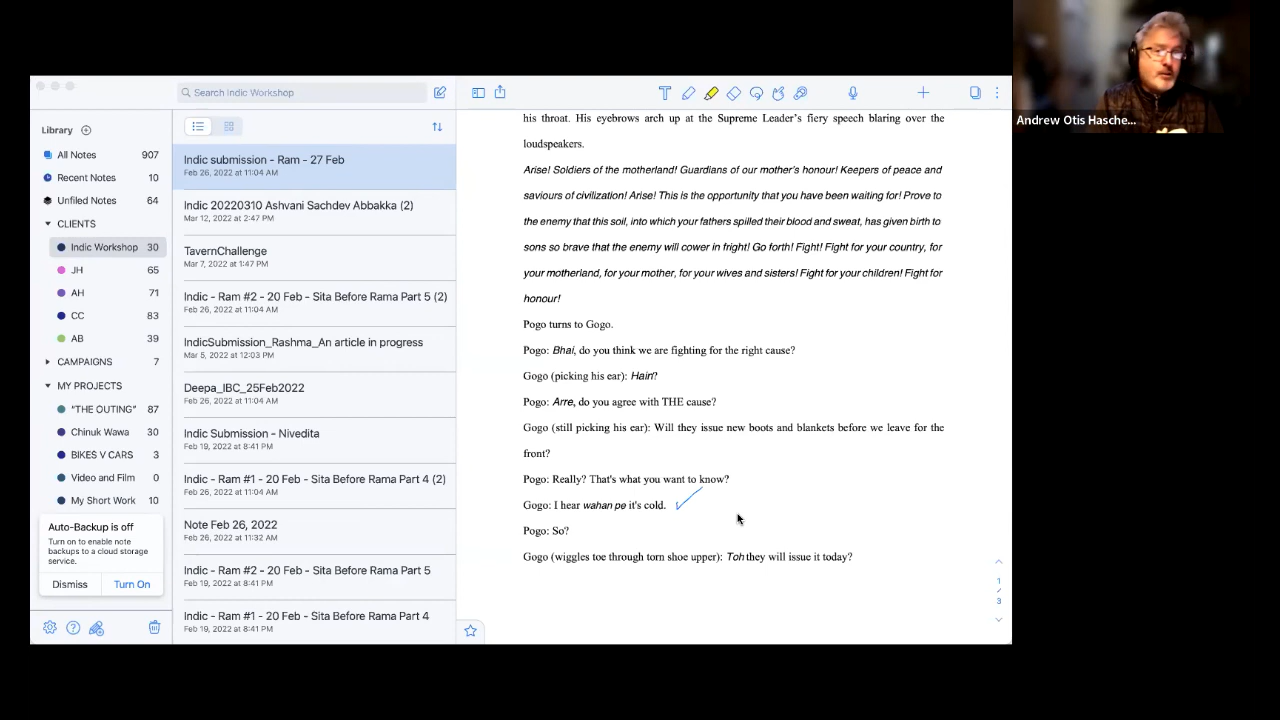 Search Indic Workshop
Library
All Notes 907
Recent Notes 10
Unfiled Notes 64
CLIENTS
Indic Workshop 30
JH 65
AH 71
CC 83
AB 39
CAMPAIGNS 7
MY PROJECTS
"THE OUTING" 87
Chinuk Wawa 30
BIKES V CARS 3
Video and Film 0
My Short Work 10
Auto-Backup is off
Turn on to enable note
backups to a cloud storage
service.
Dismiss Turn On
Indic submission - Ram - 27 Feb
Feb 26, 2022 at 11:04 AM
Indic 20220310 Ashvani Sachdev Abbakka (2)
Mar 12, 2022 at 2:47 PM
TavernChallenge
Mar 7, 2022 at 1:47 PM
Indic - Ram #2 - 20 Feb - Sita Before Rama Part 5 (2)
Feb 26, 2022 at 11:04 AM
IndicSubmission_Rashma_An article in progress
Mar 5, 2022 at 12:03 PM
Deepa_IBC_25Feb2022
Feb 26, 2022 at 11:04 AM
Indic Submission - Nivedita
Feb 19, 2022 at 8:41 PM
Indic - Ram #1 - 20 Feb - Sita Before Rama Part 4 (2)
Feb 26, 2022 at 11:04 AM
Note Feb 26, 2022
Feb 26, 2022 at 11:32 AM
Indic - Ram #2 - 20 Feb - Sita Before Rama Part 5
Feb 19, 2022 at 8:41 PM
Indic - Ram #1 - 20 Feb - Sita Before Rama Part 4
Feb 19, 2022 at 8:41 PM
his throat. His eyebrows arch up at the Supreme Leader's fiery speech blaring over the
loudspeakers.
Arise! Soldiers of the motherland! Guardians of our mother's honour! Keepers of peace and
saviours of civilization! Arise! This is the opportunity that you have been waiting for! Prove to
the enemy that this soil, into which your fathers spilled their blood and sweat, has given birth to
sons so brave that the enemy will cower in fright! Go forth! Fight! Fight for your country, for
your motherland, for your mother, for your wives and sisters! Fight for your children! Fight for
honour!
Pogo turns to Gogo.
Pogo: Bhai, do you think we are fighting for the right cause?
Gogo (picking his ear): Hain?
Pogo: Arre, do you agree with THE cause?
Gogo (still picking his ear): Will they issue new boots and blankets before we leave for the
front?
Pogo: Really? That's what you want to know?
Gogo: I hear wahan pe it's cold.
Pogo: So?
Gogo (wiggles toe through torn shoe upper): Toh they will issue it today?
1
/
3
Andrew Otis Hasche...